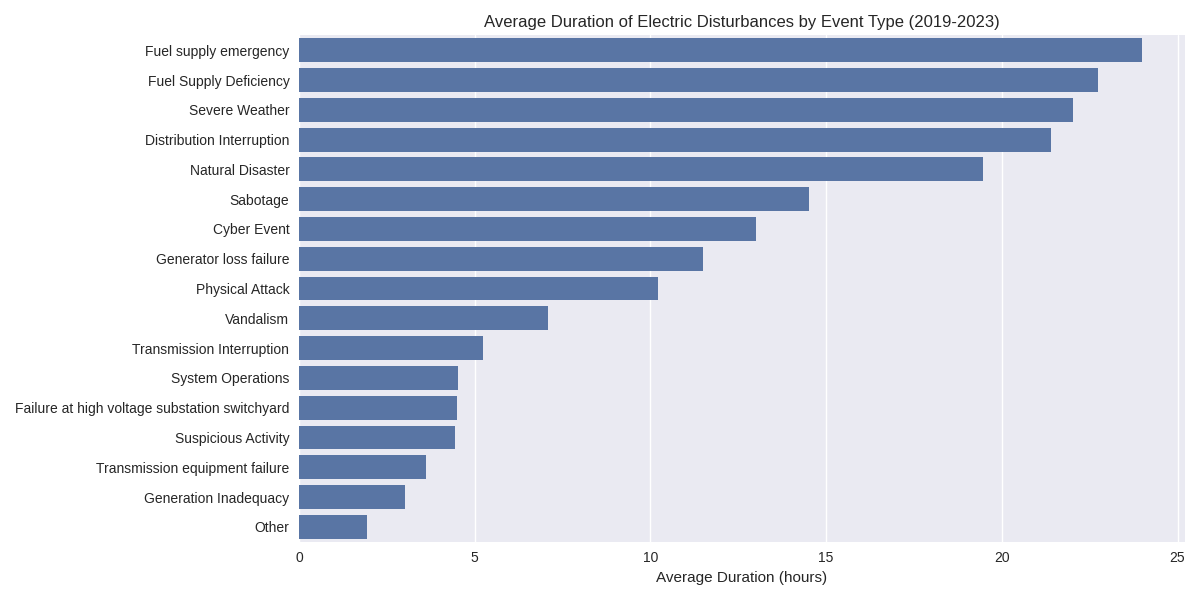 Average Duration of Electric Disturbances by Event Type (2019-2023)
Fuel supply emergency
Fuel Supply Deficiency
Severe Weather
Distribution Interruption
Natural Disaster
Sabotage
Cyber Event
Generator loss failure
Physical Attack
Vandalism
Transmission Interruption
System Operations
Failure at high voltage substation switchyard
Suspicious Activity
Transmission equipment failure
Generation Inadequacy
Other
0 5 10 15 20 25
Average Duration (hours)